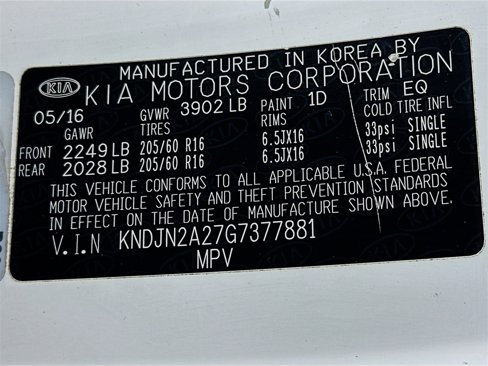 MANUFACTURED IN KOREA BY
KIA KIA MOTORS CORPORATION
05/16 GVWR 3902 LB PAINT 1D TRIM EQ
GAWR TIRES RIMS COLD TIRE INFL
FRONT 2249 LB 205/60 R16 6.5JX16 33psi SINGLE
REAR 2028 LB 205/60 R16 6.5JX16 33psi SINGLE
THIS VEHICLE CONFORMS TO ALL APPLICABLE U.S.A. FEDERAL
MOTOR VEHICLE SAFETY AND THEFT PREVENTION STANDARDS
IN EFFECT ON THE DATE OF MANUFACTURE SHOWN ABOVE.
V.I.N KNDJN2A27G7377881
MPV